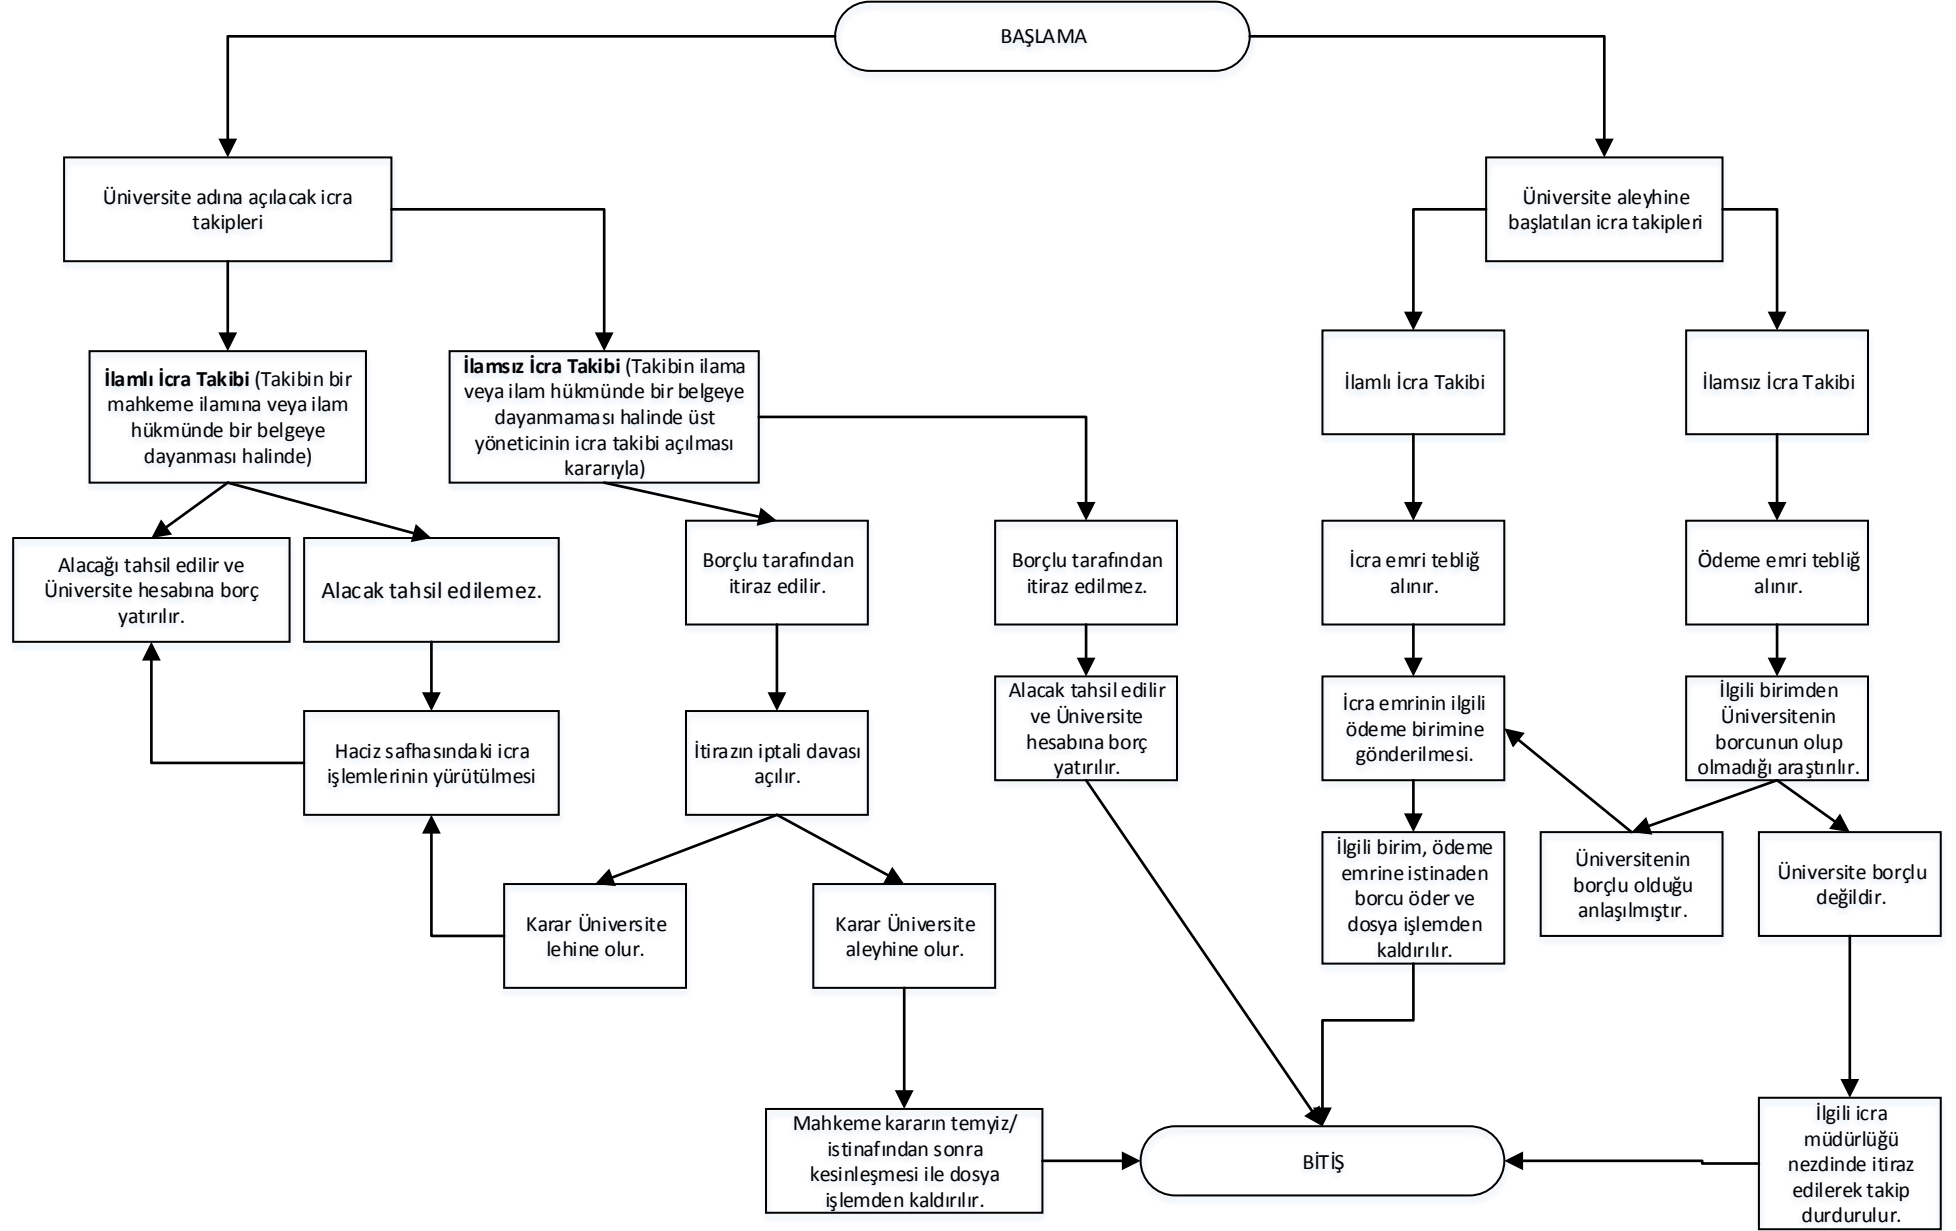 BAŞLAMA
Üniversite adına açılacak icra
takipleri
Üniversite aleyhine
başlatılan icra takipleri
İlamlı İcra Takibi (Takibin bir
mahkeme ilamına veya ilam
hükmünde bir belgeye
dayanması halinde)
İlamsız İcra Takibi (Takibin ilama
veya ilam hükmünde bir belgeye
dayanmaması halinde üst
yöneticinin icra takibi açılması
kararıyla)
İlamlı İcra Takibi
İlamsız İcra Takibi
Alacağı tahsil edilir ve
Üniversite hesabına borç
yatırılır.
Alacak tahsil edilemez.
Borçlu tarafından
itiraz edilir.
Borçlu tarafından
itiraz edilmez.
İcra emri tebliğ
alınır.
Ödeme emri tebliğ
alınır.
Haciz safhasındaki icra
işlemlerinin yürütülmesi
İtirazın iptali davası
açılır.
Alacak tahsil edilir
ve Üniversite
hesabına borç
yatırılır.
İcra emrinin ilgili
ödeme birimine
gönderilmesi.
İlgili birimden
Üniversitenin
borcunun olup
olmadığı araştırılır.
Karar Üniversite
lehine olur.
Karar Üniversite
aleyhine olur.
İlgili birim, ödeme
emrine istinaden
borcu öder ve
dosya işlemden
kaldırılır.
Üniversitenin
borçlu olduğu
anlaşılmıştır.
Üniversite borçlu
değildir.
Mahkeme kararın temyiz/
istinafından sonra
kesinleşmesi ile dosya
işlemden kaldırılır.
BİTİŞ
İlgili icra
müdürlüğü
nezdinde itiraz
edilerek takip
durdurulur.